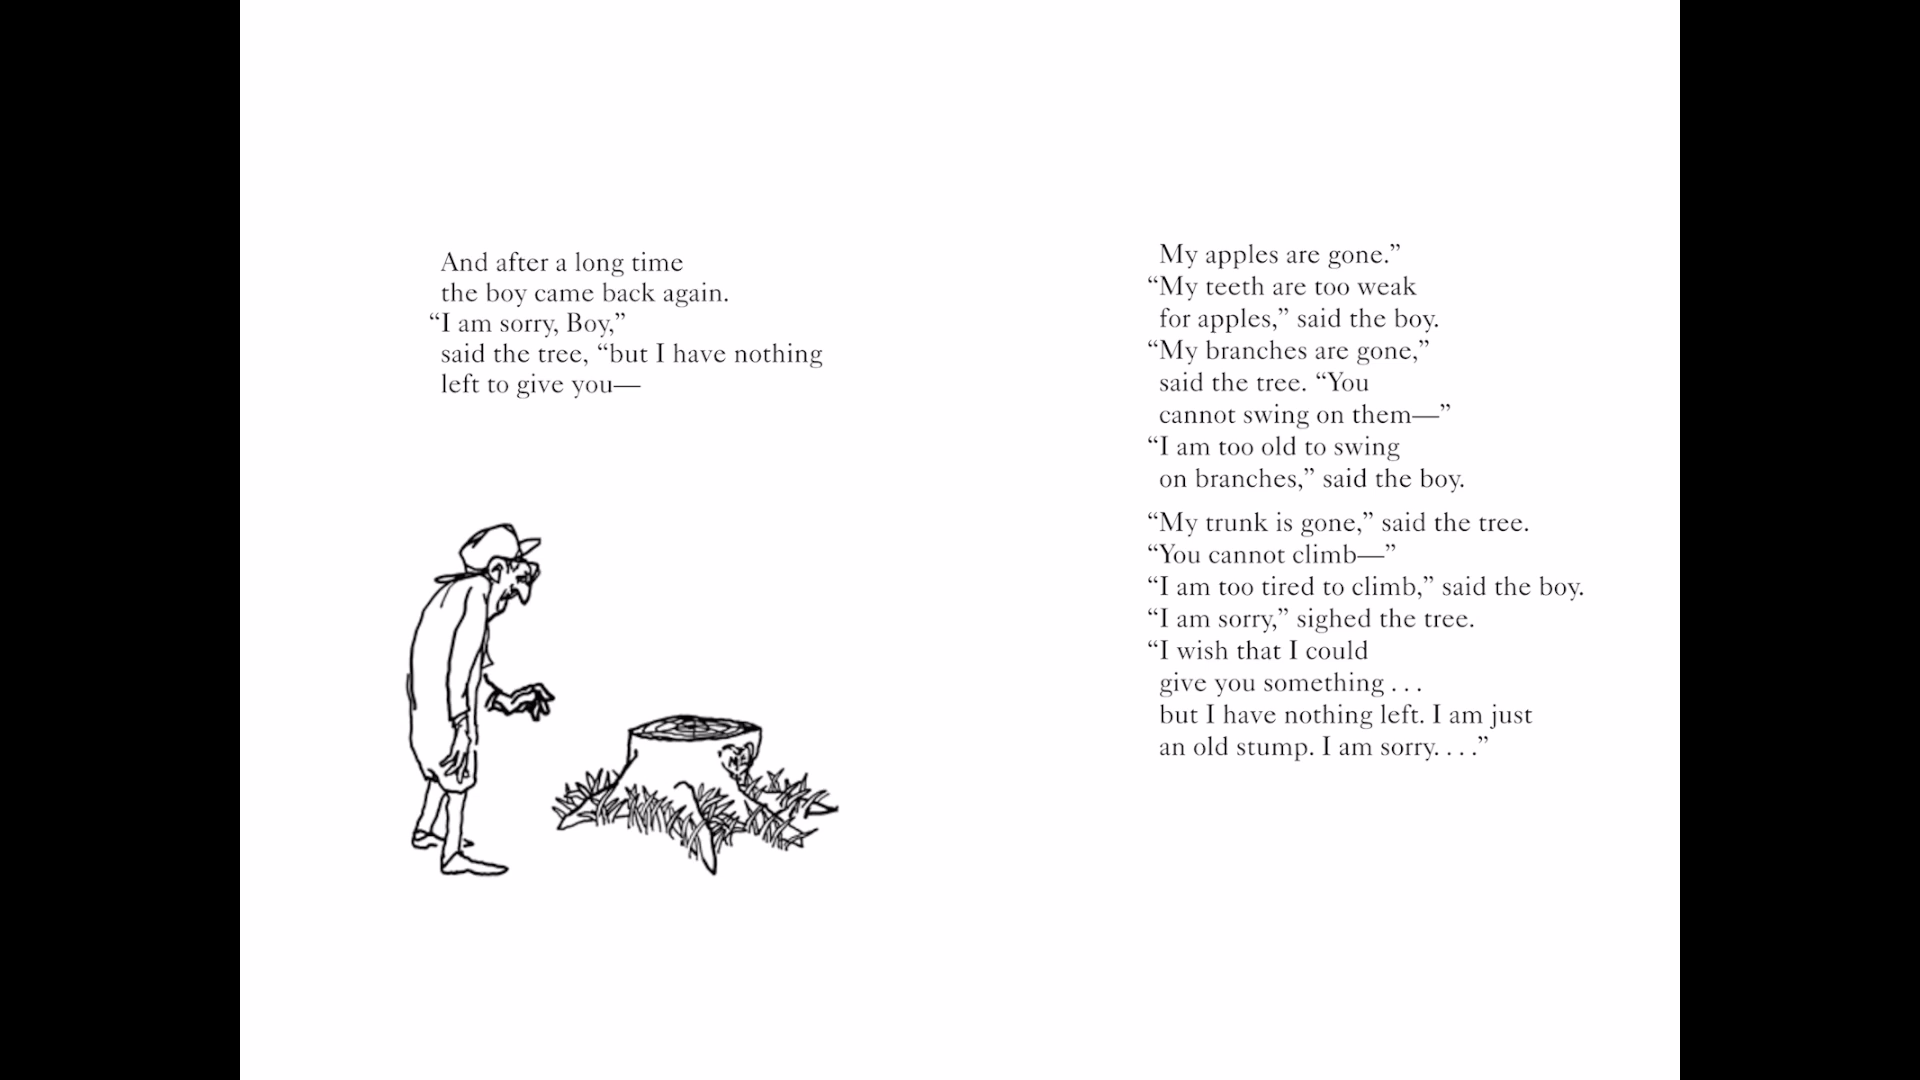 And after a long time
the boy came back again.
“I am sorry, Boy,”
said the tree, “but I have nothing
left to give you—
My apples are gone.”
“My teeth are too weak
for apples,” said the boy.
“My branches are gone,”
said the tree. “You
cannot swing on them—”
“I am too old to swing
on branches,” said the boy.
“My trunk is gone,” said the tree.
“You cannot climb—”
“I am too tired to climb,” said the boy.
“I am sorry,” sighed the tree.
“I wish that I could
give you something . . .
but I have nothing left. I am just
an old stump. I am sorry. . . .”